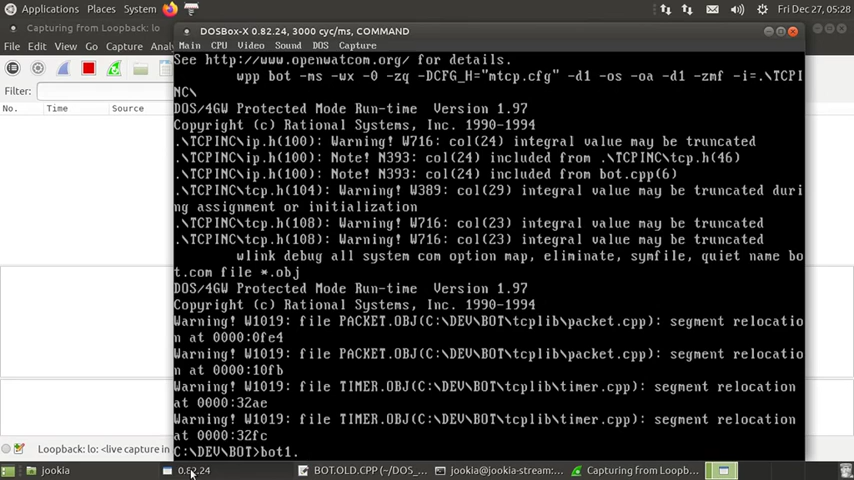 Applications Places System Fri Dec 27, 05:28
Capturing from Loopback: lo
DOSBox-X 0.82.24, 3000 cyc/ms, COMMAND
File Edit View Go Capture Ana
Main CPU Video Sound DOS Capture
Filter:
No. Time Source
See http://www.openwatcom.org/ for details.
wpp bot -ms -wx -0 -zq -DCFG_H="mtcp.cfg" -d1 -os -oa -d1 -zmf -i=.\TCPI
NC\
DOS/4GW Protected Mode Run-time Version 1.97
Copyright (c) Rational Systems, Inc. 1990-1994
.\TCPINC\ip.h(100): Warning! W716: col(24) integral value may be truncated
.\TCPINC\ip.h(100): Note! N393: col(24) included from .\TCPINC\tcp.h(46)
.\TCPINC\ip.h(100): Note! N393: col(24) included from bot.cpp(6)
.\TCPINC\tcp.h(104): Warning! W389: col(29) integral value may be truncated duri
ng assignment or initialization
.\TCPINC\tcp.h(108): Warning! W716: col(23) integral value may be truncated
.\TCPINC\tcp.h(108): Warning! W716: col(23) integral value may be truncated
wlink debug all system com option map, eliminate, symfile, quiet name bo
t.com file *.obj
DOS/4GW Protected Mode Run-time Version 1.97
Copyright (c) Rational Systems, Inc. 1990-1994
Warning! W1019: file PACKET.OBJ(C:\DEV\BOT\tcplib\packet.cpp): segment relocatio
n at 0000:0fe4
Warning! W1019: file PACKET.OBJ(C:\DEV\BOT\tcplib\packet.cpp): segment relocatio
n at 0000:10fb
Warning! W1019: file TIMER.OBJ(C:\DEV\BOT\tcplib\timer.cpp): segment relocation
at 0000:32ae
Warning! W1019: file TIMER.OBJ(C:\DEV\BOT\tcplib\timer.cpp): segment relocation
at 0000:32fc
C:\DEV\BOT>bot1.
Loopback: lo: <live capture in
jookia 0.82.24 BOT.OLD.CPP (~/DOS_... jookia@jookia-stream:... Capturing from Loopb...